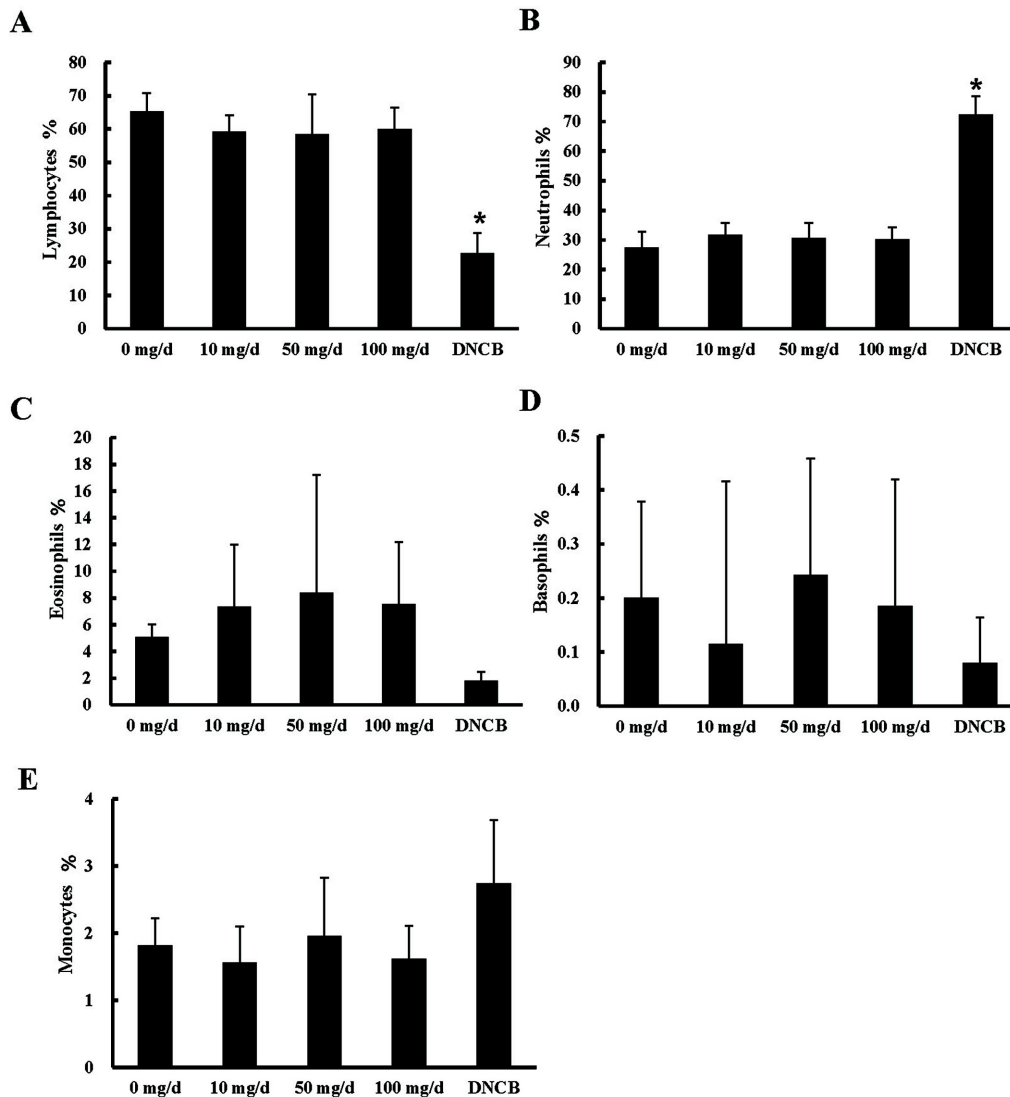 A
80
70
60
50
40
30
20
10
0
Lymphocytes %
*
0 mg/d 10 mg/d 50 mg/d 100 mg/d DNCB
B
90
80
70
60
50
40
30
20
10
0
Neutrophils %
*
0 mg/d 10 mg/d 50 mg/d 100 mg/d DNCB
C
20
18
16
14
12
10
8
6
4
2
0
Eosinophils %
0 mg/d 10 mg/d 50 mg/d 100 mg/d DNCB
D
0.5
0.4
0.3
0.2
0.1
0.0
Basophils %
0 mg/d 10 mg/d 50 mg/d 100 mg/d DNCB
E
4
3
2
1
0
Monocytes %
0 mg/d 10 mg/d 50 mg/d 100 mg/d DNCB